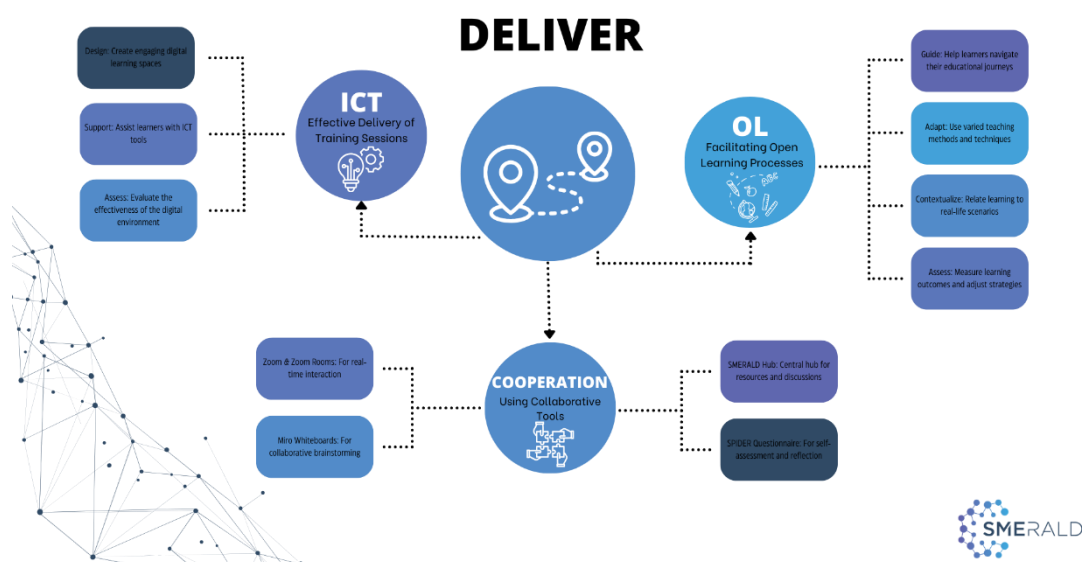 DELIVER
Design: Create engaging digital
learning spaces
Support: Assist learners with ICT
tools
Assess: Evaluate the
effectiveness of the digital
environment
ICT
Effective Delivery of
Training Sessions
OL
Facilitating Open
Learning Processes
Guide: Help learners navigate
their educational journeys
Adapt: Use varied teaching
methods and techniques
Contextualize: Relate learning to
real-life scenarios
Assess: Measure learning
outcomes and adjust strategies
Zoom & Zoom Rooms: For real-
time interaction
Miro Whiteboards: For
collaborative brainstorming
COOPERATION
Using Collaborative
Tools
SMERALD Hub: Central hub for
resources and discussions
SPIDER Questionnaire: For self-
assessment and reflection
SMERALD